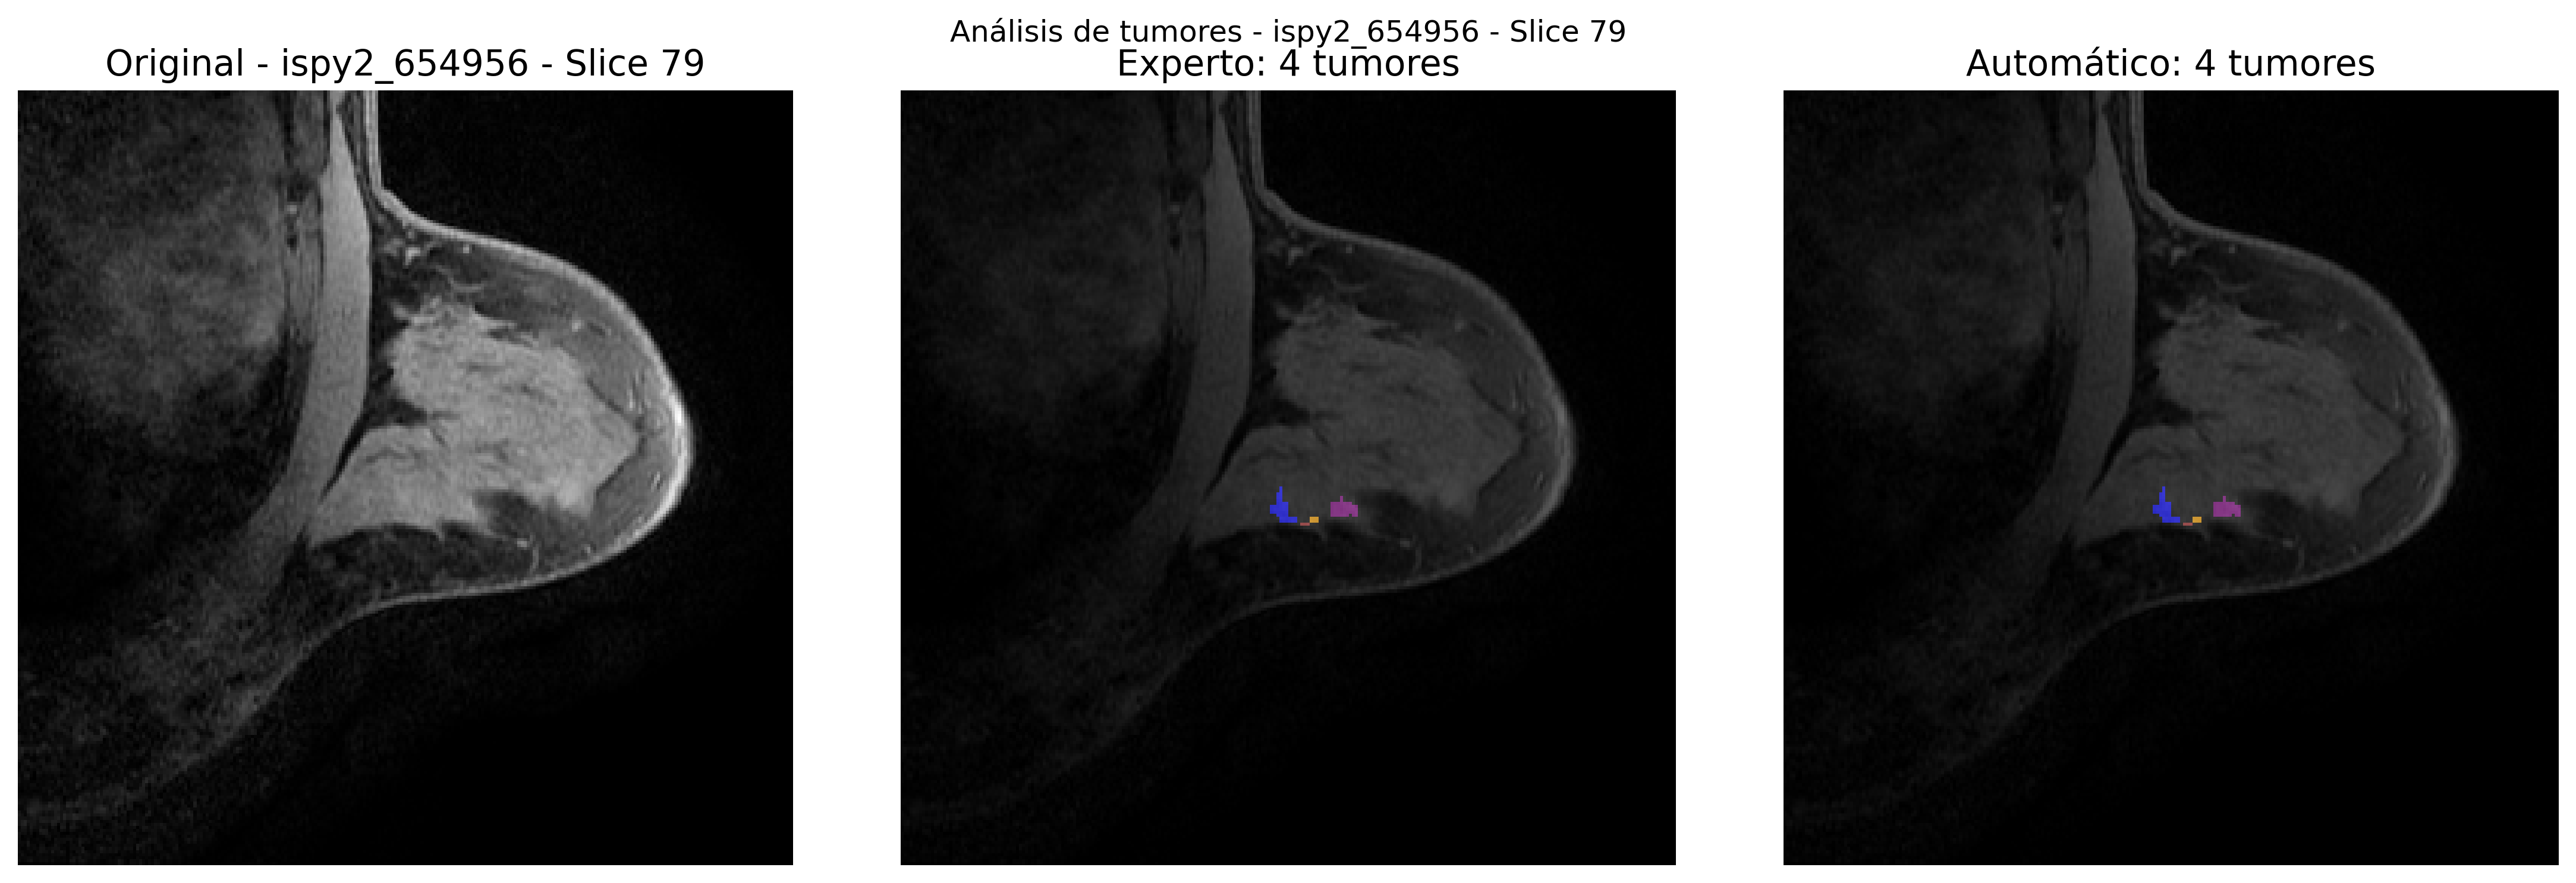 Análisis de tumores - ispy2_654956 - Slice 79
Original - ispy2_654956 - Slice 79
Experto: 4 tumores
Automático: 4 tumores